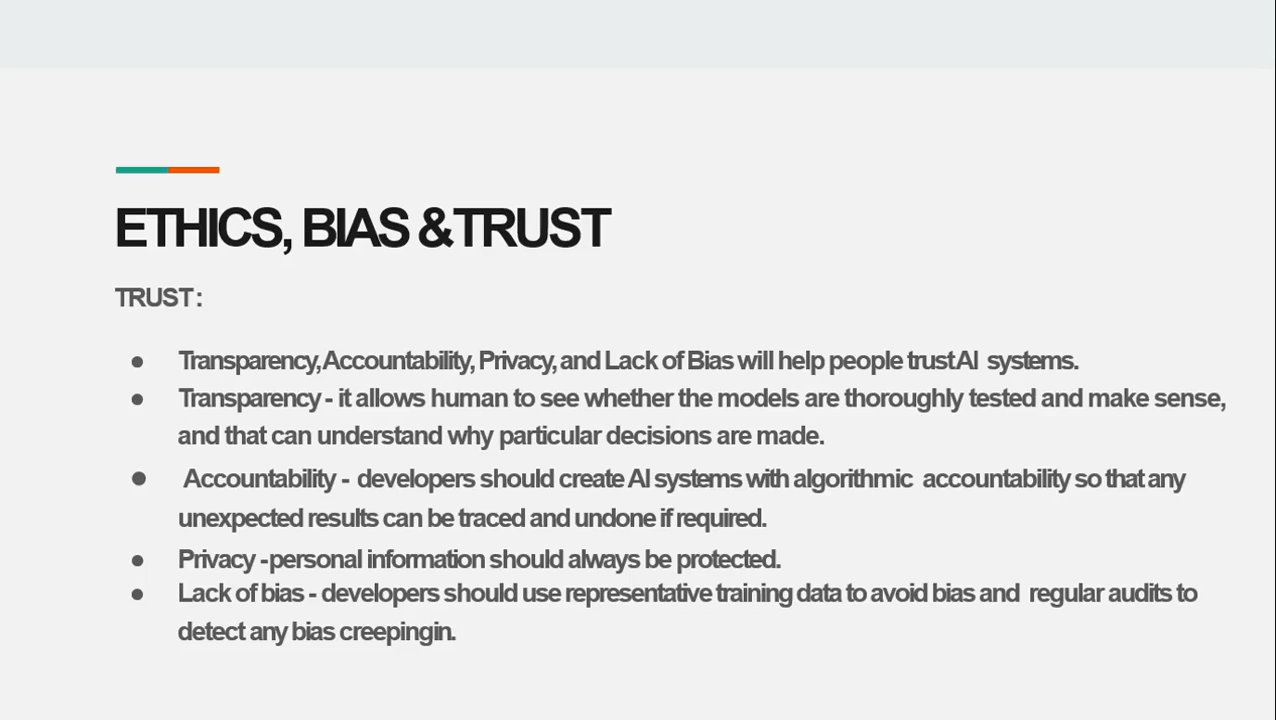 ETHICS, BIAS &TRUST
TRUST :
● Transparency,Accountability, Privacy, and Lack of Bias will help people trust AI systems.
● Transparency - it allows human to see whether the models are thoroughly tested and make sense,
and that can understand why particular decisions are made.
● Accountability - developers should create AI systems with algorithmic accountability so that any
unexpected results can be traced and undone if required.
● Privacy -personal information should always be protected.
● Lack of bias - developers should use representative training data to avoid bias and regular audits to
detect any bias creepingin.